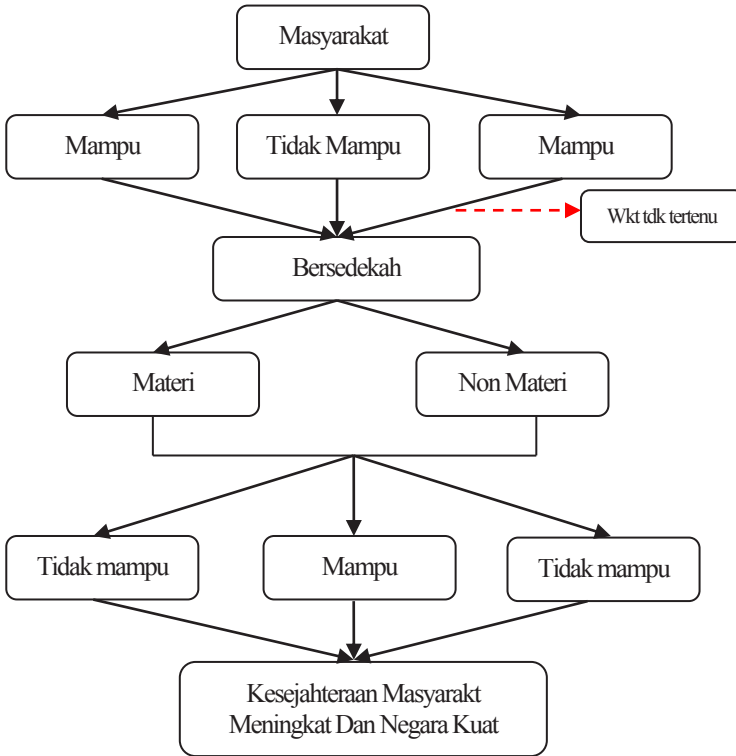 Masyarakat
Mampu
Tidak Mampu
Mampu
Wkt tdk tertenu
Bersedekah
Materi
Non Materi
Tidak mampu
Mampu
Tidak mampu
Kesejahteraan Masyarakt
Meningkat Dan Negara Kuat